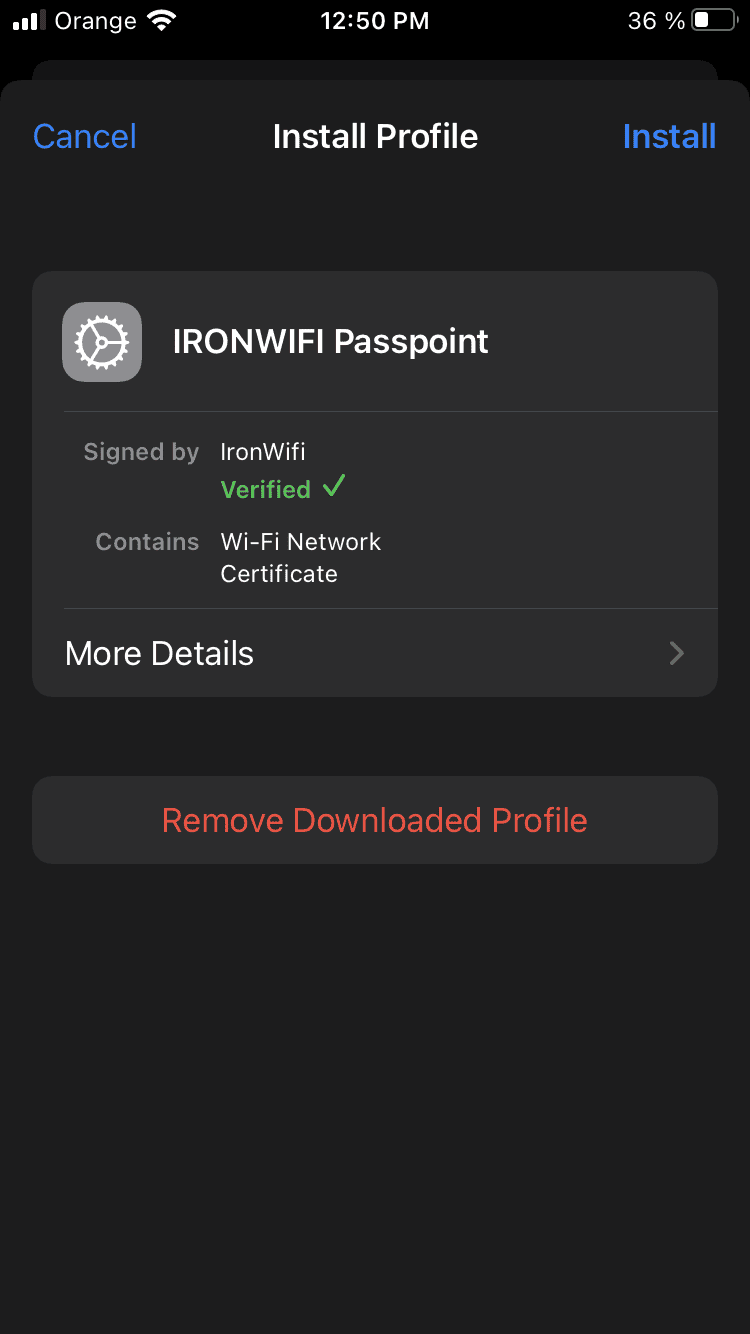 Orange 12:50 PM 36 %
Cancel Install Profile Install
IRONWIFI Passpoint
Signed by IronWifi
Verified
Contains Wi-Fi Network
Certificate
More Details
Remove Downloaded Profile